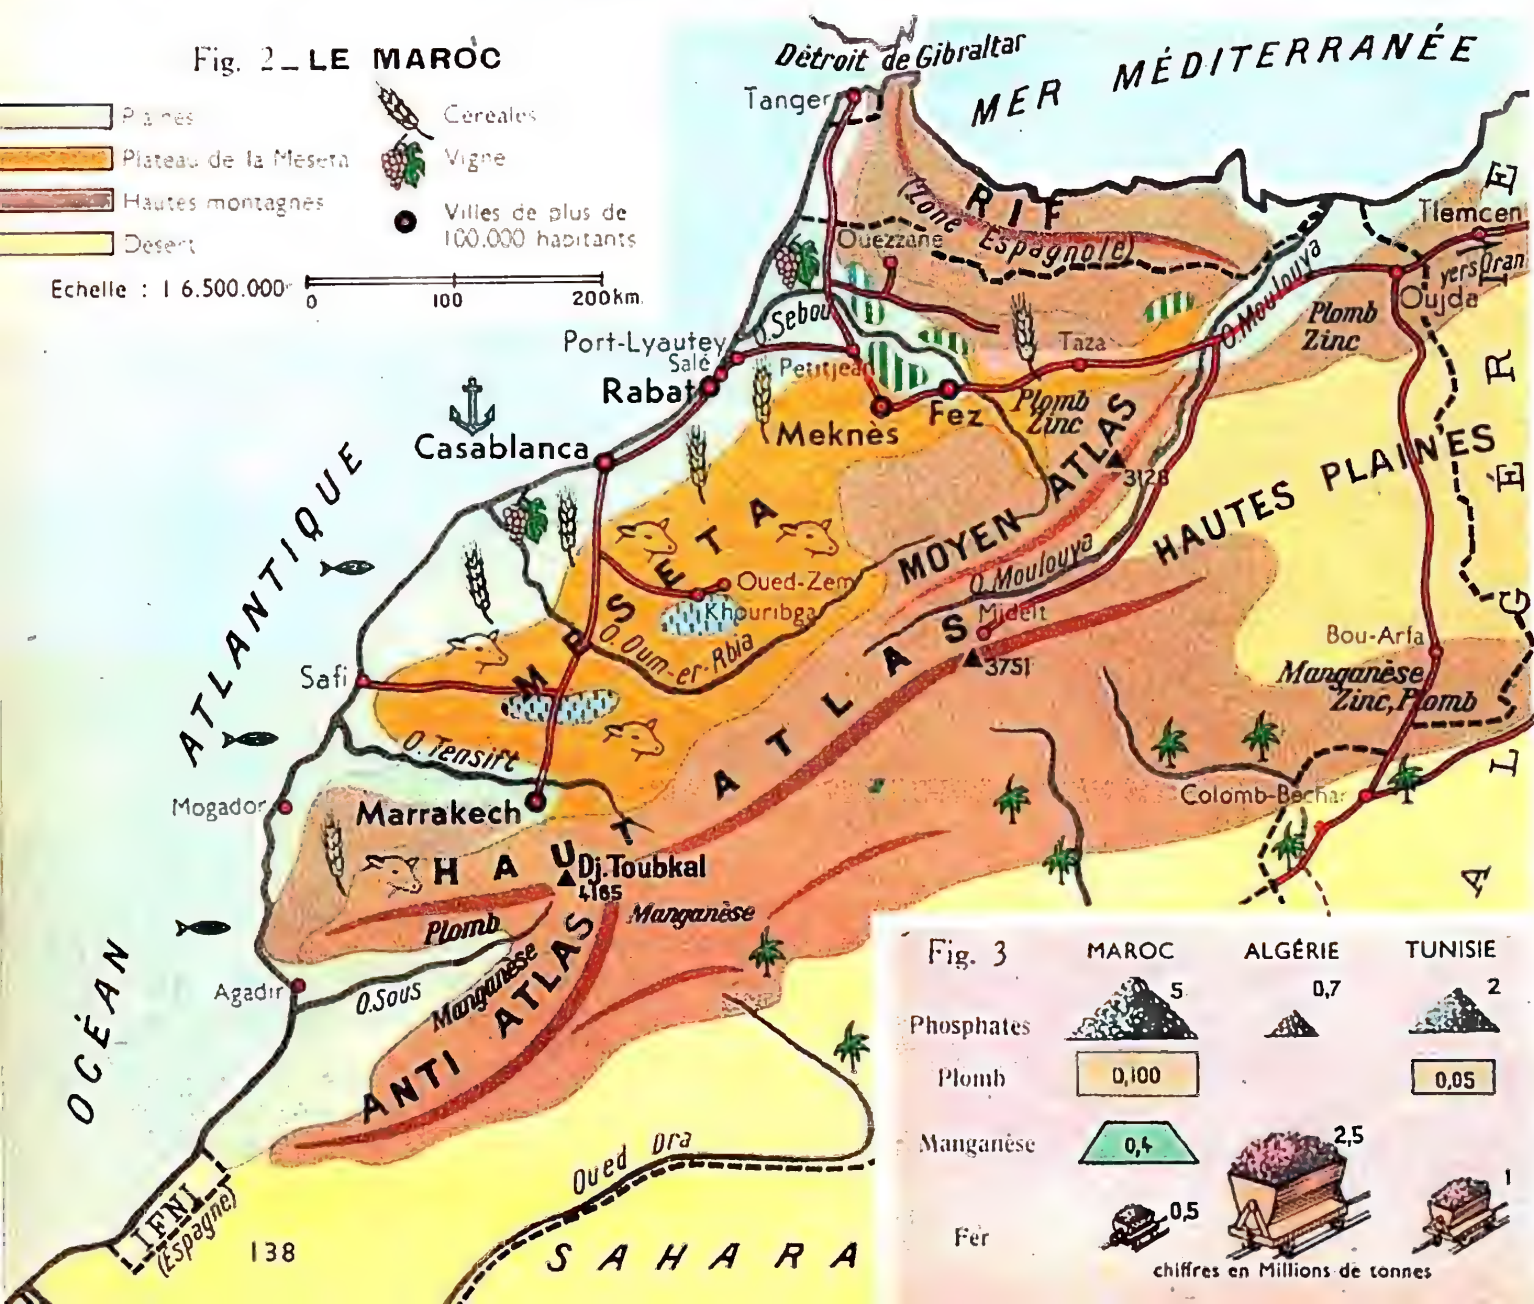 Fig. 2_ LE MAROC
Plaines
Plateau de la Meseta
Hautes montagnes
Désert
Céréales
Vigne
Villes de plus de
100.000 habitants
Echelle : 1 6.500.000
0 100 200km.
Détroit de Gibraltar
MER MÉDITERRANÉE
Tanger
RIF
(Zone Espagnole)
Ouezzane
Tlemcen
vers Oran
Oujda
O. Moulouya
Plomb
Zinc
O. Sebou
Port-Lyautey
Salé
Rabat
Petitjean
Taza
Fez
Meknès
Plomb
Zinc
Casablanca
3128
MOYEN ATLAS
HAUTES PLAINES
ALGÉRIE
OCÉAN ATLANTIQUE
MESETA
Oued-Zem
Khouribga
O. Oum-er-Rbia
O. Moulouya
Midelt
3751
Bou-Arfa
Manganèse
Zinc, Plomb
Safi
O. Tensift
Mogador
Marrakech
Colomb-Béchar
HAUT ATLAS
Dj. Toubkal
4165
Plomb
Manganèse
Manganèse
Agadir
O. Sous
ANTI ATLAS
Oued Dra
IFNI
(Espagne)
138
SAHARA
Fig. 3
MAROC ALGÉRIE TUNISIE
Phosphates 5 0,7 2
Plomb 0,100 0,05
Manganèse 0,4
Fer 0,5 2,5 1
chiffres en Millions de tonnes